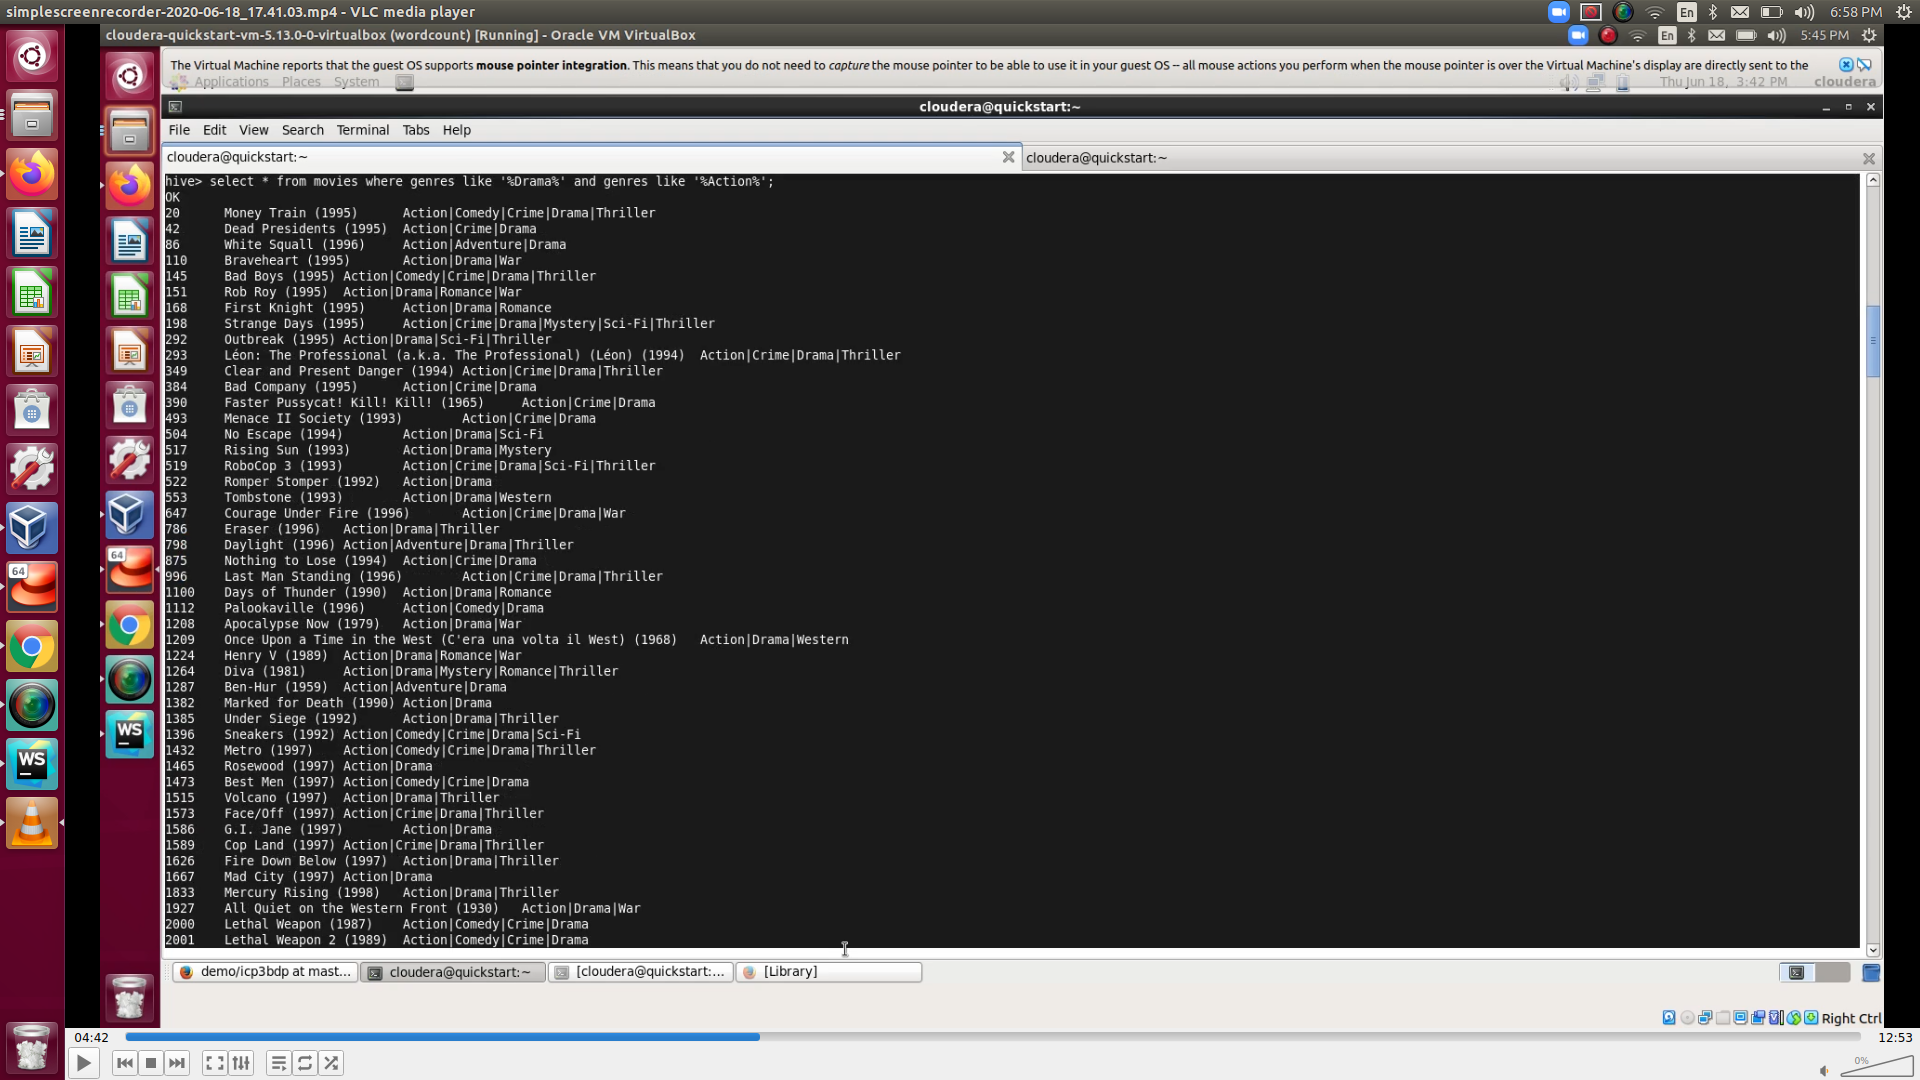 simplescreenrecorder-2020-06-18_17.41.03.mp4 - VLC media player
En
6:58 PM
cloudera-quickstart-vm-5.13.0-0-virtualbox (wordcount) [Running] - Oracle VM VirtualBox
En
5:45 PM
The Virtual Machine reports that the guest OS supports mouse pointer integration. This means that you do not need to capture the mouse pointer to be able to use it in your guest OS -- all mouse actions you perform when the mouse pointer is over the Virtual Machine's display are directly sent to the
Applications Places System
Thu Jun 18, 3:42 PM cloudera
cloudera@quickstart:~
File Edit View Search Terminal Tabs Help
cloudera@quickstart:~
cloudera@quickstart:~
hive> select * from movies where genres like '%Drama%' and genres like '%Action%';
OK
20 Money Train (1995) Action|Comedy|Crime|Drama|Thriller
42 Dead Presidents (1995) Action|Crime|Drama
86 White Squall (1996) Action|Adventure|Drama
110 Braveheart (1995) Action|Drama|War
145 Bad Boys (1995) Action|Comedy|Crime|Drama|Thriller
151 Rob Roy (1995) Action|Drama|Romance|War
168 First Knight (1995) Action|Drama|Romance
198 Strange Days (1995) Action|Crime|Drama|Mystery|Sci-Fi|Thriller
292 Outbreak (1995) Action|Drama|Sci-Fi|Thriller
293 Léon: The Professional (a.k.a. The Professional) (Léon) (1994) Action|Crime|Drama|Thriller
349 Clear and Present Danger (1994) Action|Crime|Drama|Thriller
384 Bad Company (1995) Action|Crime|Drama
390 Faster Pussycat! Kill! Kill! (1965) Action|Crime|Drama
493 Menace II Society (1993) Action|Crime|Drama
504 No Escape (1994) Action|Drama|Sci-Fi
517 Rising Sun (1993) Action|Drama|Mystery
519 RoboCop 3 (1993) Action|Crime|Drama|Sci-Fi|Thriller
522 Romper Stomper (1992) Action|Drama
553 Tombstone (1993) Action|Drama|Western
647 Courage Under Fire (1996) Action|Crime|Drama|War
786 Eraser (1996) Action|Drama|Thriller
798 Daylight (1996) Action|Adventure|Drama|Thriller
875 Nothing to Lose (1994) Action|Crime|Drama
996 Last Man Standing (1996) Action|Crime|Drama|Thriller
1100 Days of Thunder (1990) Action|Drama|Romance
1112 Palookaville (1996) Action|Comedy|Drama
1208 Apocalypse Now (1979) Action|Drama|War
1209 Once Upon a Time in the West (C'era una volta il West) (1968) Action|Drama|Western
1224 Henry V (1989) Action|Drama|Romance|War
1264 Diva (1981) Action|Drama|Mystery|Romance|Thriller
1287 Ben-Hur (1959) Action|Adventure|Drama
1382 Marked for Death (1990) Action|Drama
1385 Under Siege (1992) Action|Drama|Thriller
1396 Sneakers (1992) Action|Comedy|Crime|Drama|Sci-Fi
1432 Metro (1997) Action|Comedy|Crime|Drama|Thriller
1465 Rosewood (1997) Action|Drama
1473 Best Men (1997) Action|Comedy|Crime|Drama
1515 Volcano (1997) Action|Drama|Thriller
1573 Face/Off (1997) Action|Crime|Drama|Thriller
1586 G.I. Jane (1997) Action|Drama
1589 Cop Land (1997) Action|Crime|Drama|Thriller
1626 Fire Down Below (1997) Action|Drama|Thriller
1667 Mad City (1997) Action|Drama
1833 Mercury Rising (1998) Action|Drama|Thriller
1927 All Quiet on the Western Front (1930) Action|Drama|War
2000 Lethal Weapon (1987) Action|Comedy|Crime|Drama
2001 Lethal Weapon 2 (1989) Action|Comedy|Crime|Drama
64
64
WS
WS
demo/icp3bdp at mast...
cloudera@quickstart:~
[cloudera@quickstart:...
[Library]
Right Ctrl
04:42
12:53
0%